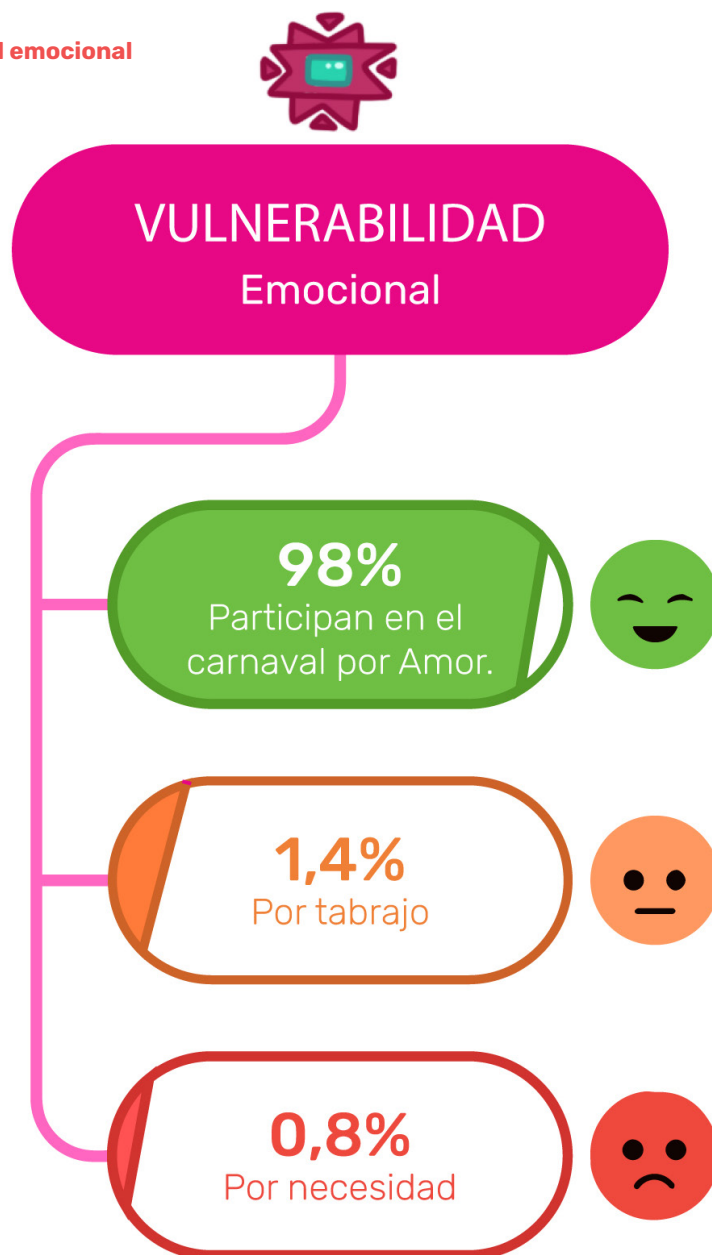 emocional
VULNERABILIDAD
Emocional
98%
Participan en el
carnaval por Amor.
1,4%
Por tabrajo
0,8%
Por necesidad